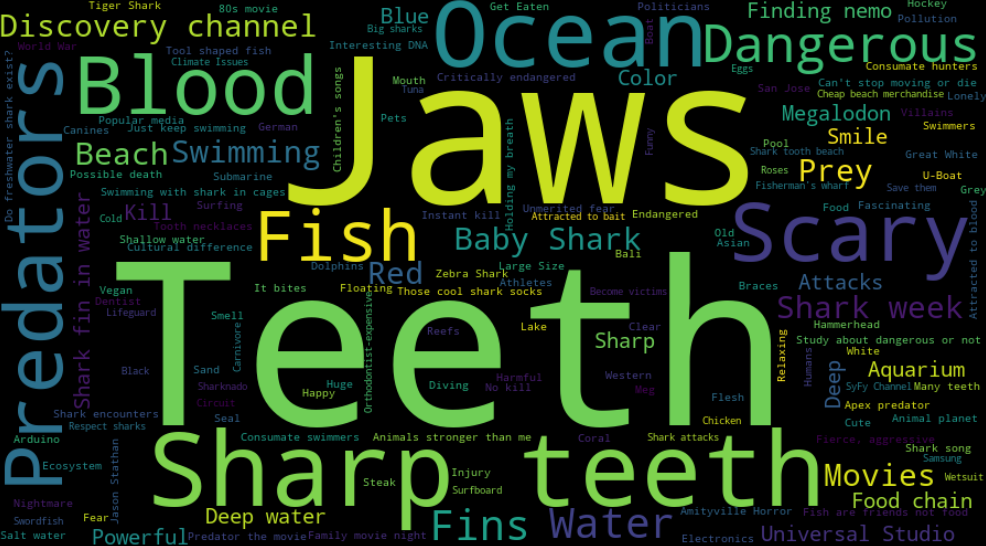 Tiger Shark
80s movie
Get Eaten
Politicians
Hockey
Discovery channel
Blue
Ocean
Boat
Finding nemo
Pollution
Big sharks
World War
Interesting DNA
Dangerous
Tool shaped fish
Climate Issues
Consume hunters
Do freshwater shark exist?
Predators
Blood
Jaws
Mouth
Tuna
Critically endangered
Color
Eggs
San Jose
Can't stop moving or die
Cheap beach merchandise
Lonely
Popular media
Canines
Just keep swimming
German
Children's songs
Pets
Holding my breath
Funny
Megalodon
Villains
Smile
Swimmers
Beach
Swimming
Pool
Shark tooth beach
Great White
Possible death
Submarine
Roses
Prey
U-Boat
Swimming with shark in cages
Fisherman's wharf
Save them
Grey
Shark fin in water
Cold
Kill
Surfing
Tooth necklaces
Instant kill
Unmerited fear
Attracted to bait
Endangered
Old
Asian
Scary
Food
Fascinating
Attracted to blood
Shallow water
Cultural difference
Fish
Baby Shark
Bali
Dolphins
Red
Zebra Shark
Large Size
Athletes
Attacks
Vegan
Dentist
Lifeguard
It bites
Floating
Those cool shark socks
Become victims
Braces
Shark week
Teeth
Smell
Carnivore
Orthodontist-expensive
Reefs
Lake
Sharp
Clear
Relaxing
Humans
Hammerhead
Study about dangerous or not
White
Black
Sand
Sharknado
Circuit
Happy
Huge
Diving
Harmful
No kill
Western
Meg
Flesh
Deep
Aquarium
SyFy Channel
Many teeth
Shark encounters
Respect sharks
Seal
Chicken
Apex predator
Cute
Animal planet
Arduino
Consumate swimmers
Animals stronger than me
Coral
Shark attacks
Fierce, aggressive
Shark song
Samsung
Ecosystem
Jason Stathan
Sharp teeth
Steak
Injury
Surfboard
Movies
Wetsuit
Nightmare
Food chain
Swordfish
Fear
Deep water
Amityville Horror
Fish are friends not food
Salt water
Powerful
Predator the movie
Family movie night
Fins
Water
Electronics
Universal Studio